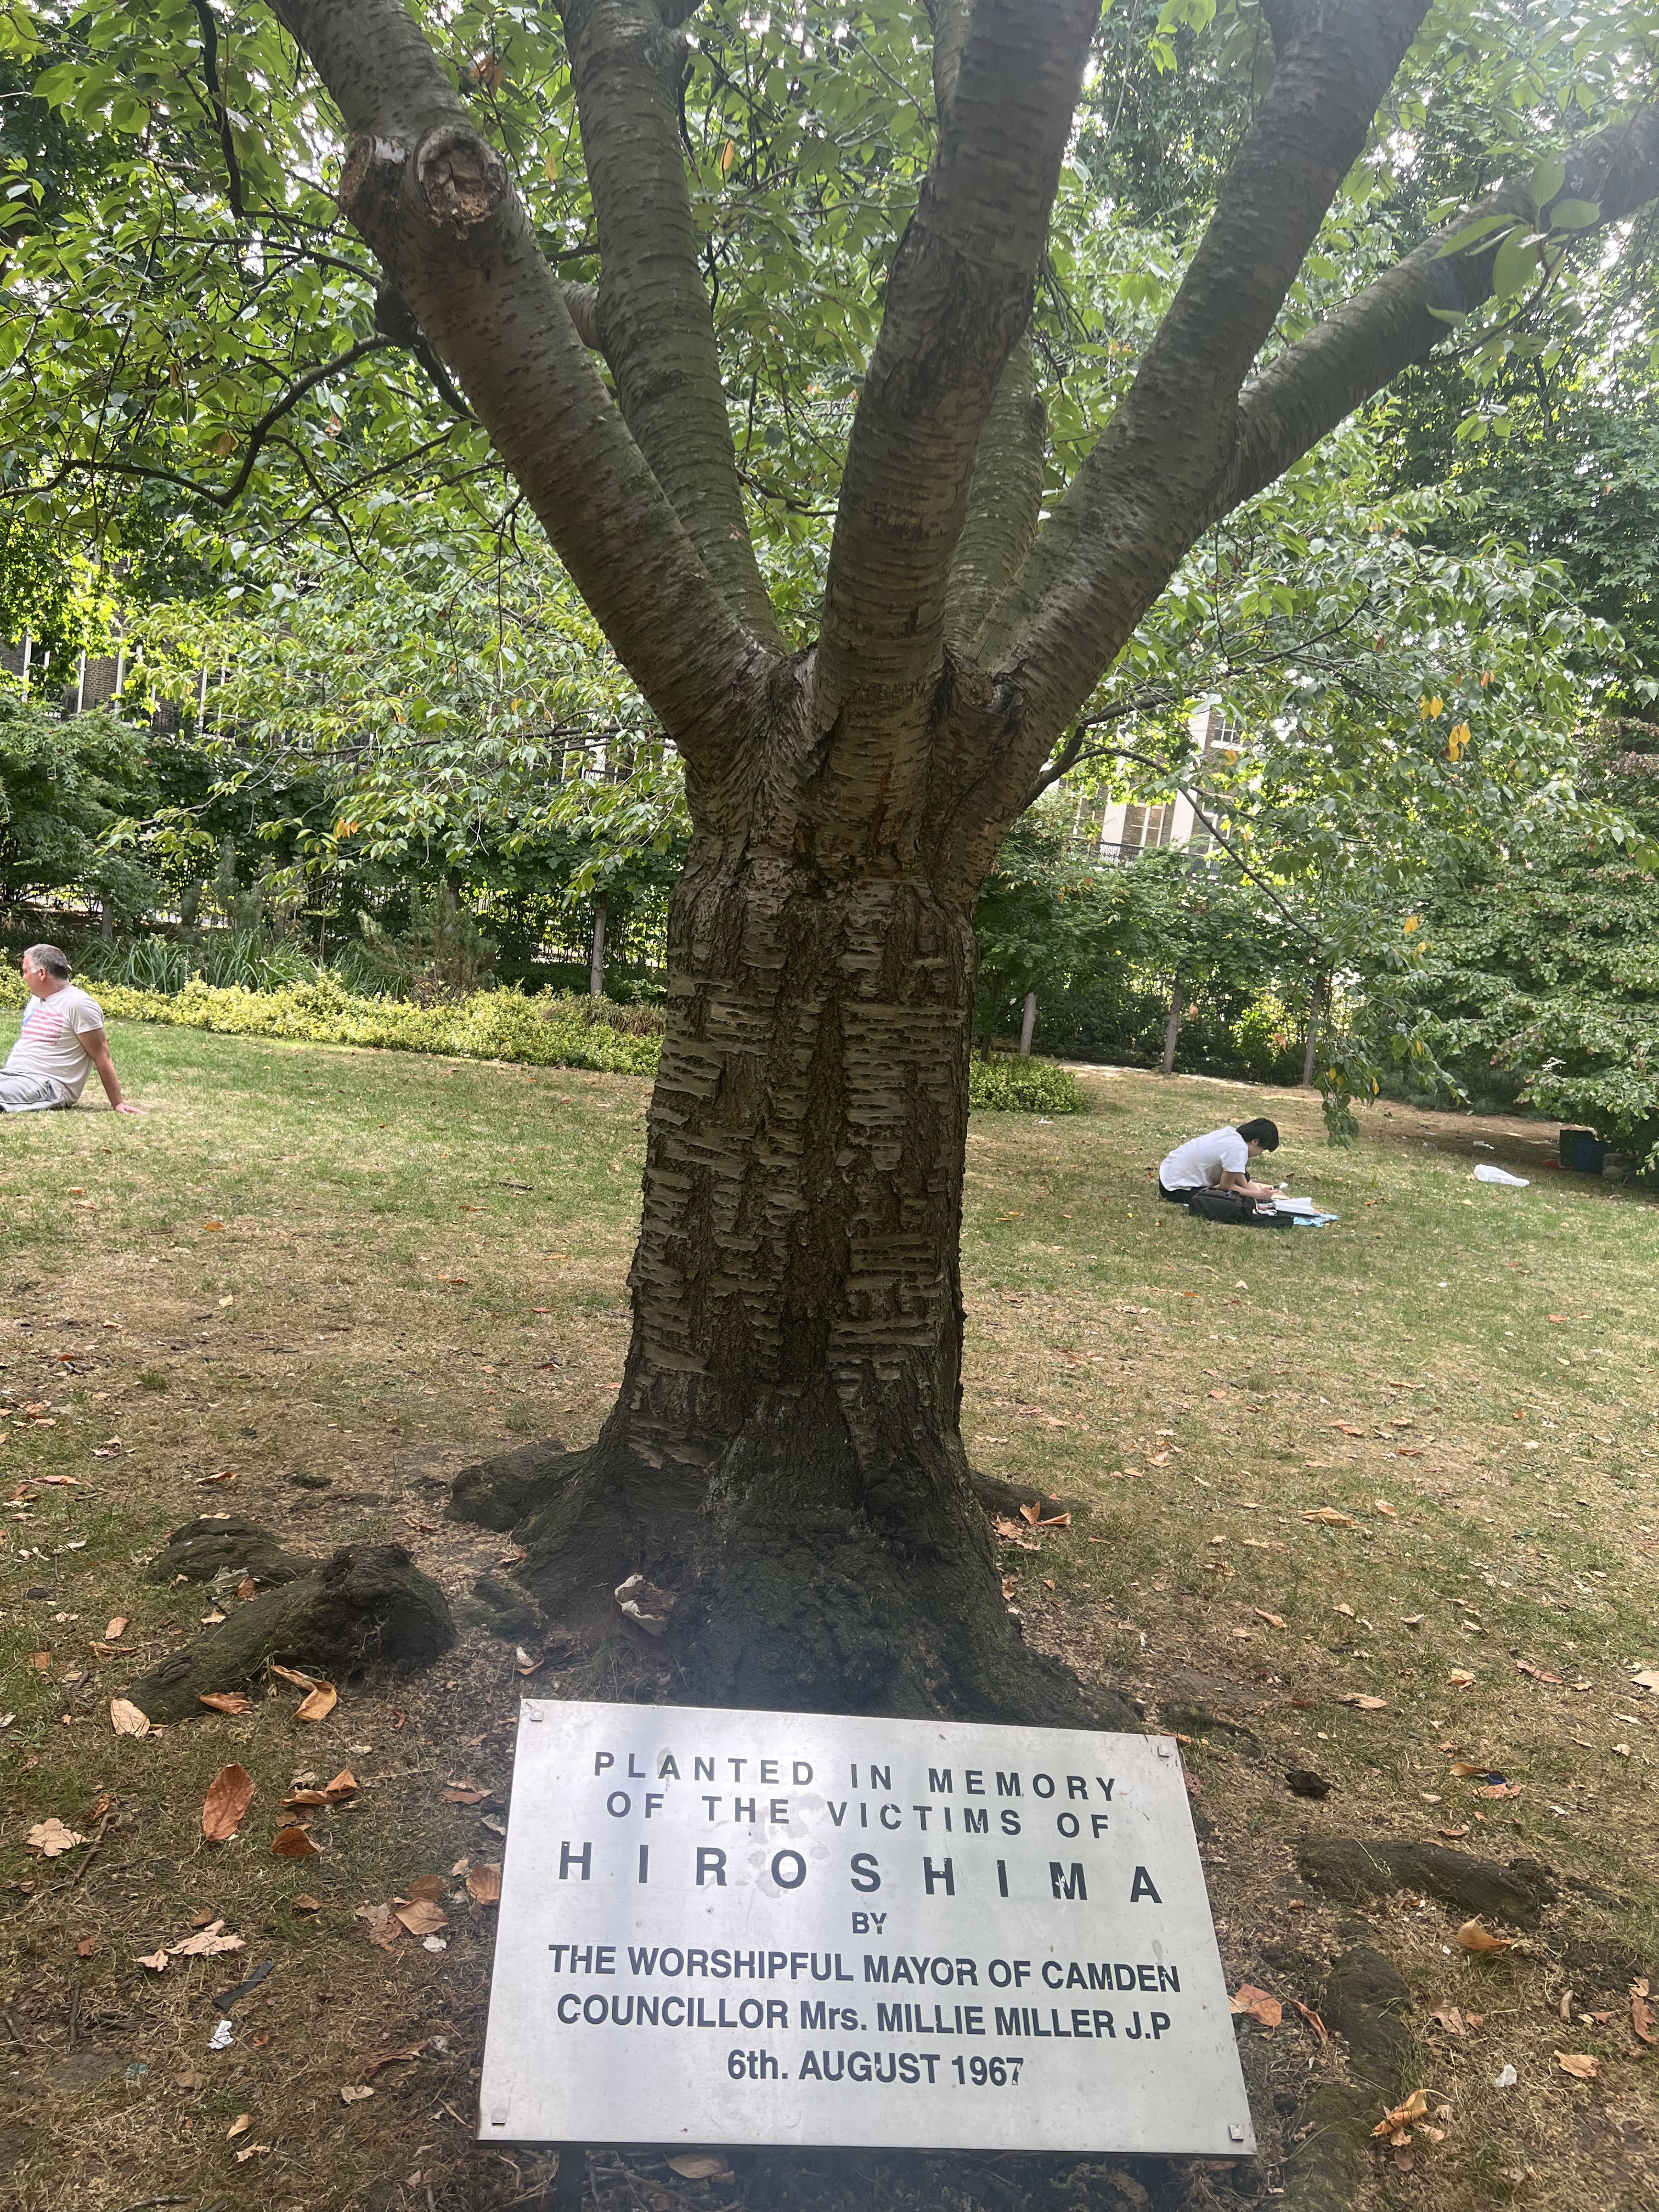 PLANTED IN MEMORY
OF THE VICTIMS OF
HIROSHIMA
BY
THE WORSHIPFUL MAYOR OF CAMDEN
COUNCILLOR Mrs. MILLIE MILLER J.P
6th. AUGUST 1967